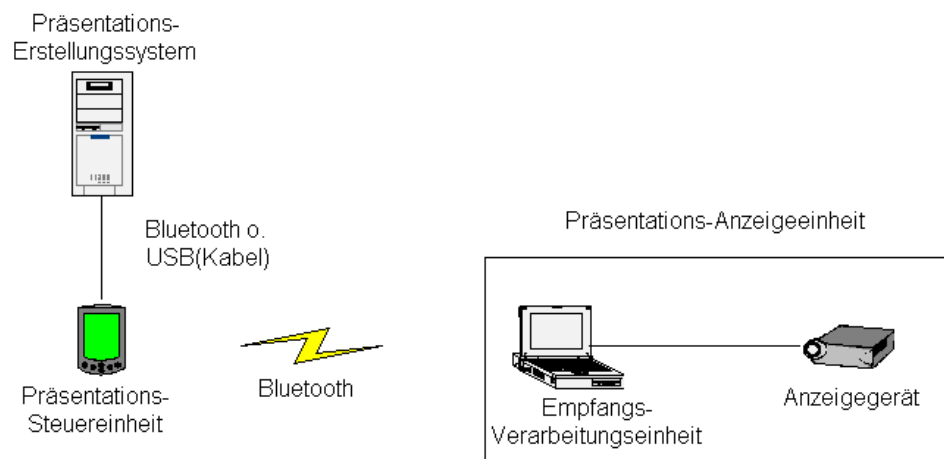 Präsentations-
Erstellungssystem
Bluetooth o.
USB(Kabel)
Präsentations-Anzeigeeinheit
Bluetooth
Präsentations-
Steuereinheit
Empfangs-
Verarbeitungseinheit
Anzeigegerät